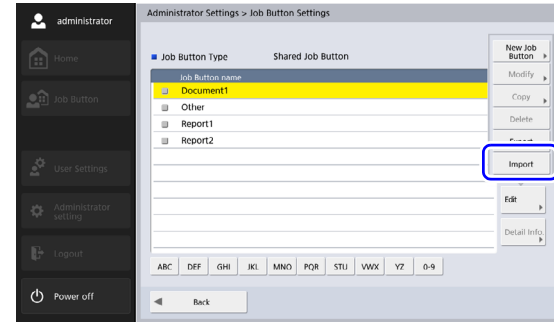 administrator
Home
Job Button
User Settings
Administrator
setting
Logout
Power off
Administrator Settings > Job Button Settings
Job Button Type Shared Job Button
Job Button name
Document1
Other
Report1
Report2
ABC DEF GHI JKL MNO PQR STU VWX YZ 0-9
Back
New Job
Button
Modify
Copy
Delete
Export
Import
Edit
Detail Info.